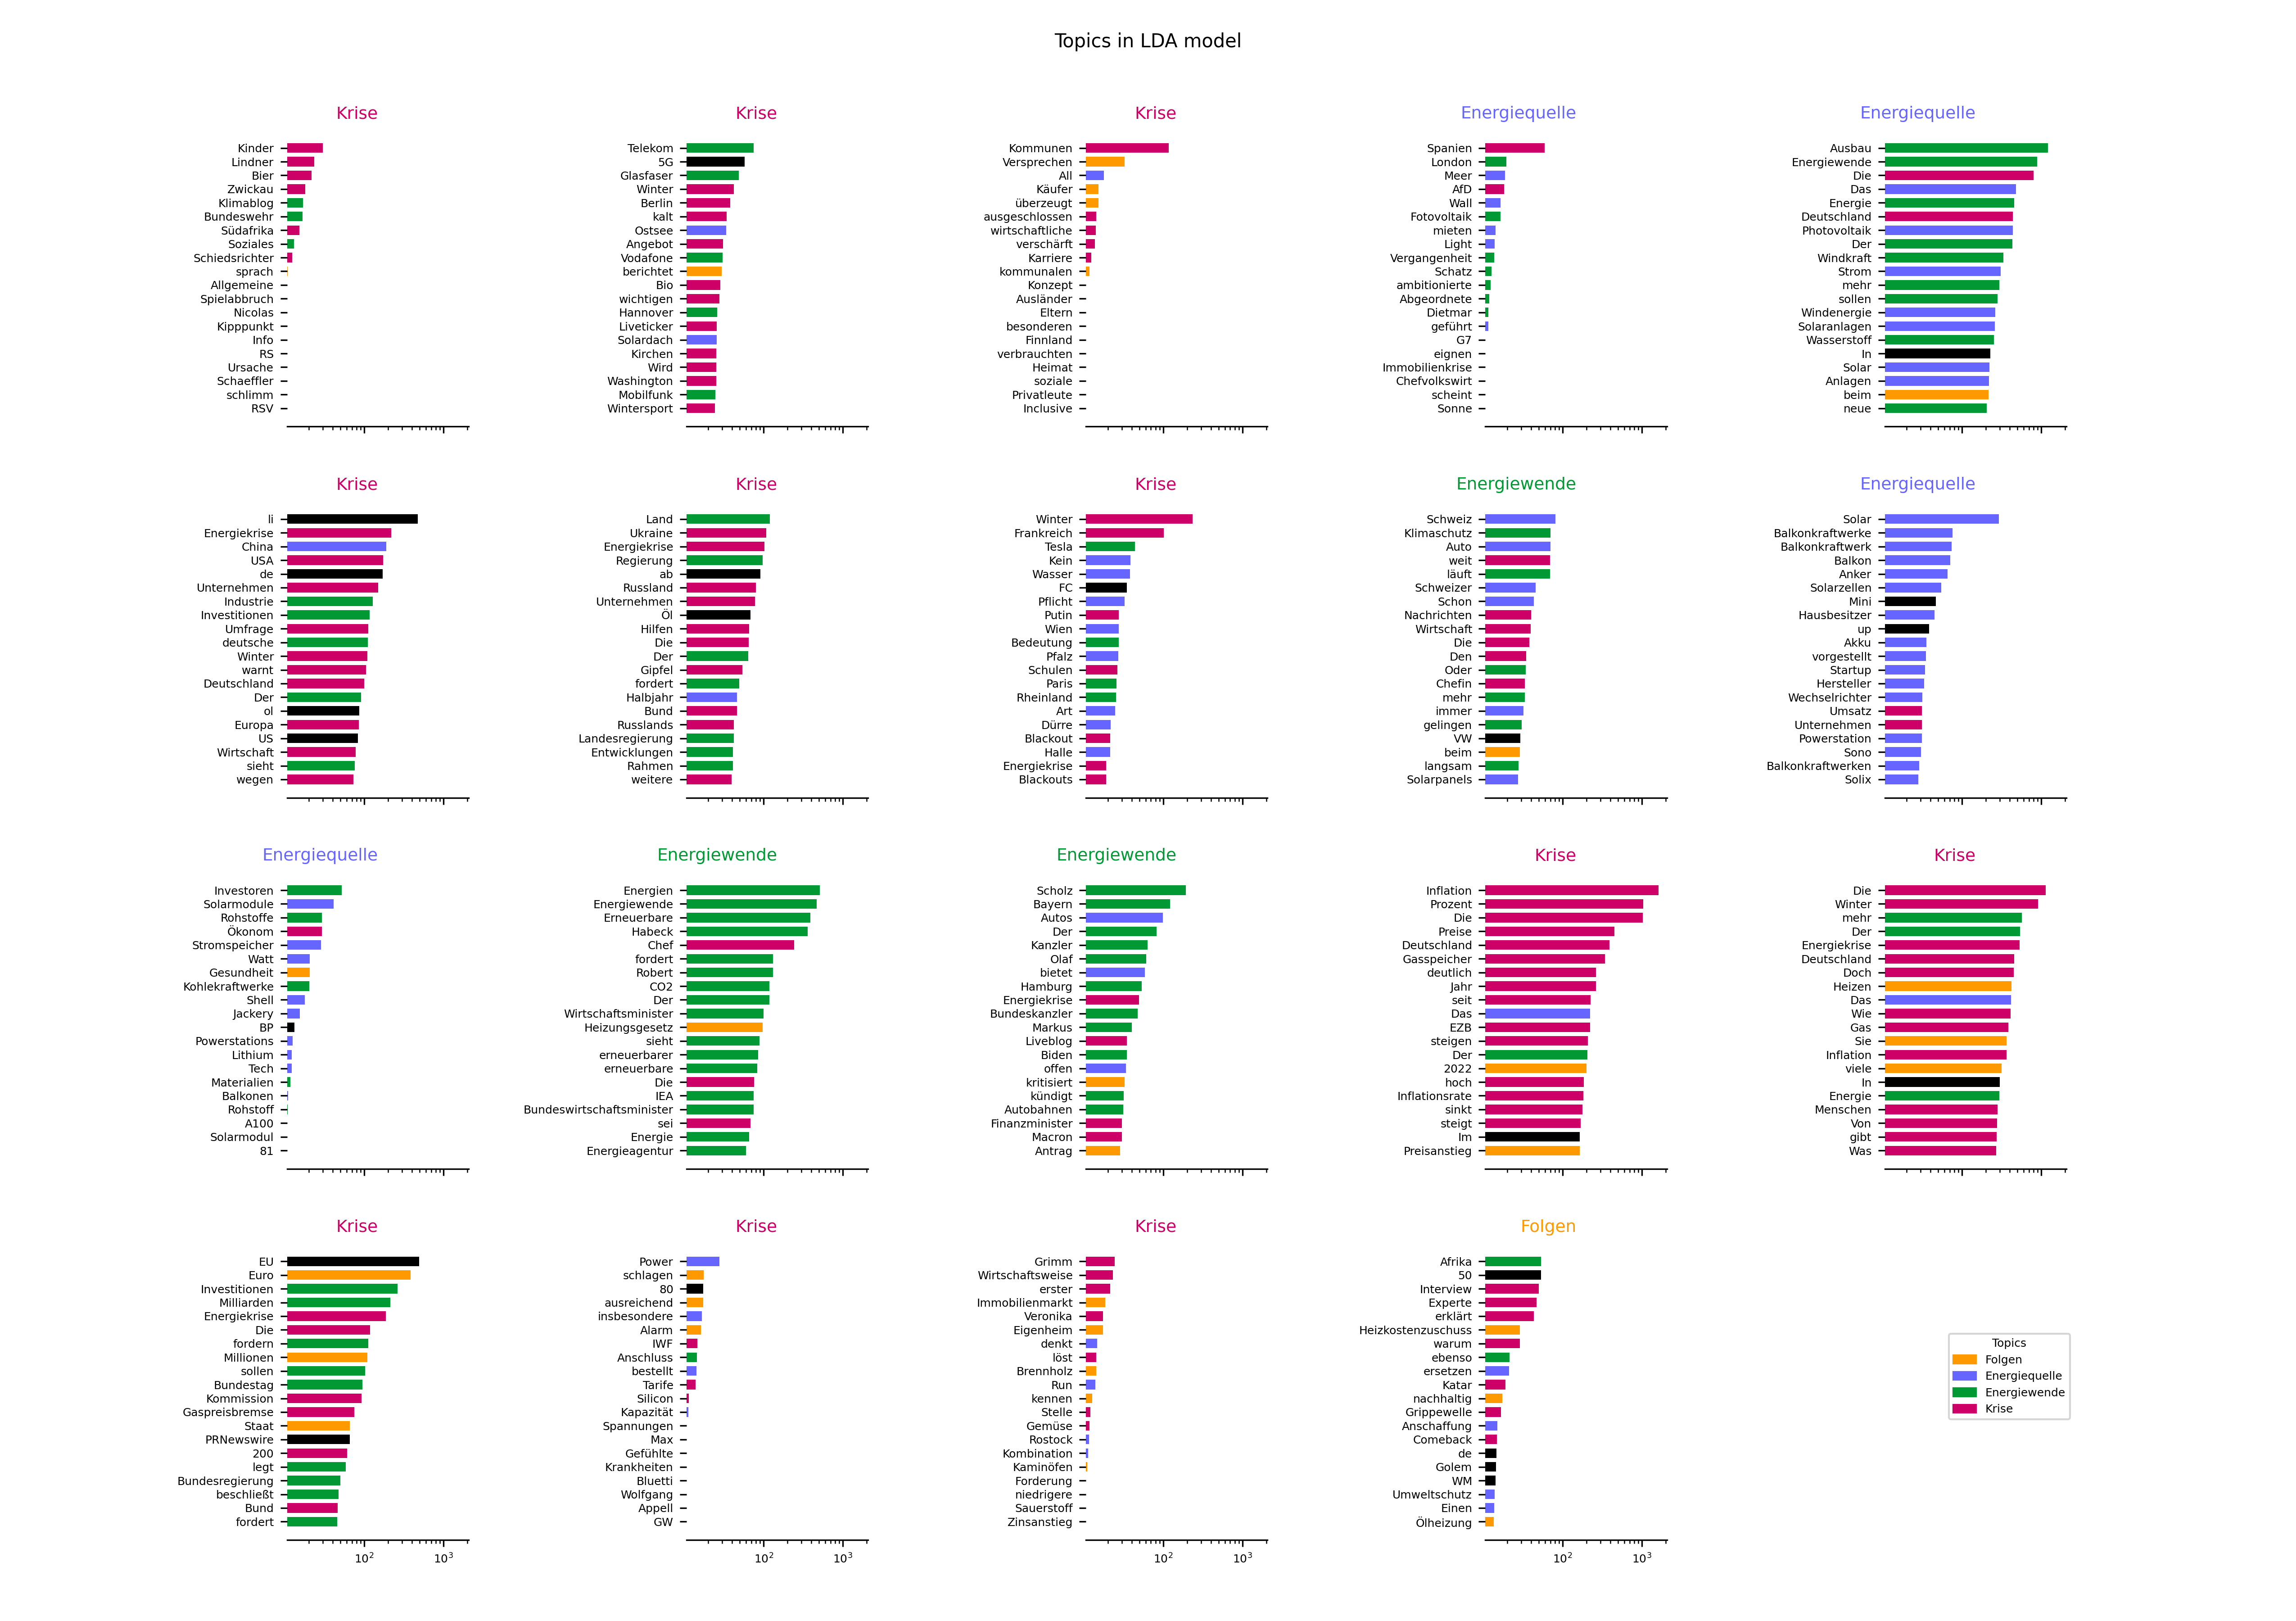 Topics in LDA model
Krise
Kinder
Lindner
Bier
Zwickau
Klimablog
Bundeswehr
Südafrika
Soziales
Schiedsrichter
sprach
Allgemeine
Spielabbruch
Nicolas
Kipppunkt
Info
RS
Ursache
Schaeffler
schlimm
RSV
Krise
Telekom
5G
Glasfaser
Winter
Berlin
kalt
Ostsee
Angebot
Vodafone
berichtet
Bio
wichtigen
Hannover
Liveticker
Solardach
Kirchen
Wird
Washington
Mobilfunk
Wintersport
Krise
Kommunen
Versprechen
All
Käufer
überzeugt
ausgeschlossen
wirtschaftliche
verschärft
Karriere
kommunalen
Konzept
Ausländer
Eltern
besonderen
Finnland
verbrauchten
Heimat
soziale
Privatleute
Inclusive
Energiequelle
Spanien
London
Meer
AfD
Wall
Fotovoltaik
mieten
Light
Vergangenheit
Schatz
ambitionierte
Abgeordnete
Dietmar
geführt
G7
eignen
Immobilienkrise
Chefvolkswirt
scheint
Sonne
Energiequelle
Ausbau
Energiewende
Die
Das
Energie
Deutschland
Photovoltaik
Der
Windkraft
Strom
mehr
sollen
Windenergie
Solaranlagen
Wasserstoff
In
Solar
Anlagen
beim
neue
Krise
li
Energiekrise
China
USA
de
Unternehmen
Industrie
Investitionen
Umfrage
deutsche
Winter
warnt
Deutschland
Der
ol
Europa
US
Wirtschaft
sieht
wegen
Krise
Land
Ukraine
Energiekrise
Regierung
ab
Russland
Unternehmen
Öl
Hilfen
Die
Der
Gipfel
fordert
Halbjahr
Bund
Russlands
Landesregierung
Entwicklungen
Rahmen
weitere
Krise
Winter
Frankreich
Tesla
Kein
Wasser
FC
Pflicht
Putin
Wien
Bedeutung
Pfalz
Schulen
Paris
Rheinland
Art
Dürre
Blackout
Halle
Energiekrise
Blackouts
Energiewende
Schweiz
Klimaschutz
Auto
weit
läuft
Schweizer
Schon
Nachrichten
Wirtschaft
Die
Den
Oder
Chefin
mehr
immer
gelingen
VW
beim
langsam
Solarpanels
Energiequelle
Solar
Balkonkraftwerke
Balkonkraftwerk
Balkon
Anker
Solarzellen
Mini
Hausbesitzer
up
Akku
vorgestellt
Startup
Hersteller
Wechselrichter
Umsatz
Unternehmen
Powerstation
Sono
Balkonkraftwerken
Solix
Energiequelle
Investoren
Solarmodule
Rohstoffe
Ökonom
Stromspeicher
Watt
Gesundheit
Kohlekraftwerke
Shell
Jackery
BP
Powerstations
Lithium
Tech
Materialien
Balkonen
Rohstoff
A100
Solarmodul
81
Energiewende
Energien
Energiewende
Erneuerbare
Habeck
Chef
fordert
Robert
CO2
Der
Wirtschaftsminister
Heizungsgesetz
sieht
erneuerbarer
erneuerbare
Die
IEA
Bundeswirtschaftsminister
sei
Energie
Energieagentur
Energiewende
Scholz
Bayern
Autos
Der
Kanzler
Olaf
bietet
Hamburg
Energiekrise
Bundeskanzler
Markus
Liveblog
Biden
offen
kritisiert
kündigt
Autobahnen
Finanzminister
Macron
Antrag
Krise
Inflation
Prozent
Die
Preise
Deutschland
Gasspeicher
deutlich
Jahr
seit
Das
EZB
steigen
Der
2022
hoch
Inflationsrate
sinkt
steigt
Im
Preisanstieg
Krise
Die
Winter
mehr
Der
Energiekrise
Deutschland
Doch
Heizen
Das
Wie
Gas
Sie
Inflation
viele
In
Energie
Menschen
Von
gibt
Was
Krise
EU
Euro
Investitionen
Milliarden
Energiekrise
Die
fordern
Millionen
sollen
Bundestag
Kommission
Gaspreisbremse
Staat
PRNewswire
200
legt
Bundesregierung
beschließt
Bund
fordert
10² 10³
Krise
Power
schlagen
80
ausreichend
insbesondere
Alarm
IWF
Anschluss
bestellt
Tarife
Silicon
Kapazität
Spannungen
Max
Gefühlte
Krankheiten
Bluetti
Wolfgang
Appell
GW
10² 10³
Krise
Grimm
Wirtschaftsweise
erster
Immobilienmarkt
Veronika
Eigenheim
denkt
löst
Brennholz
Run
kennen
Stelle
Gemüse
Rostock
Kombination
Kaminöfen
Forderung
niedrigere
Sauerstoff
Zinsanstieg
10² 10³
Folgen
Afrika
50
Interview
Experte
erklärt
Heizkostenzuschuss
warum
ebenso
ersetzen
Katar
nachhaltig
Grippewelle
Anschaffung
Comeback
de
Golem
WM
Umweltschutz
Einen
Ölheizung
10² 10³
Topics
Folgen
Energiequelle
Energiewende
Krise